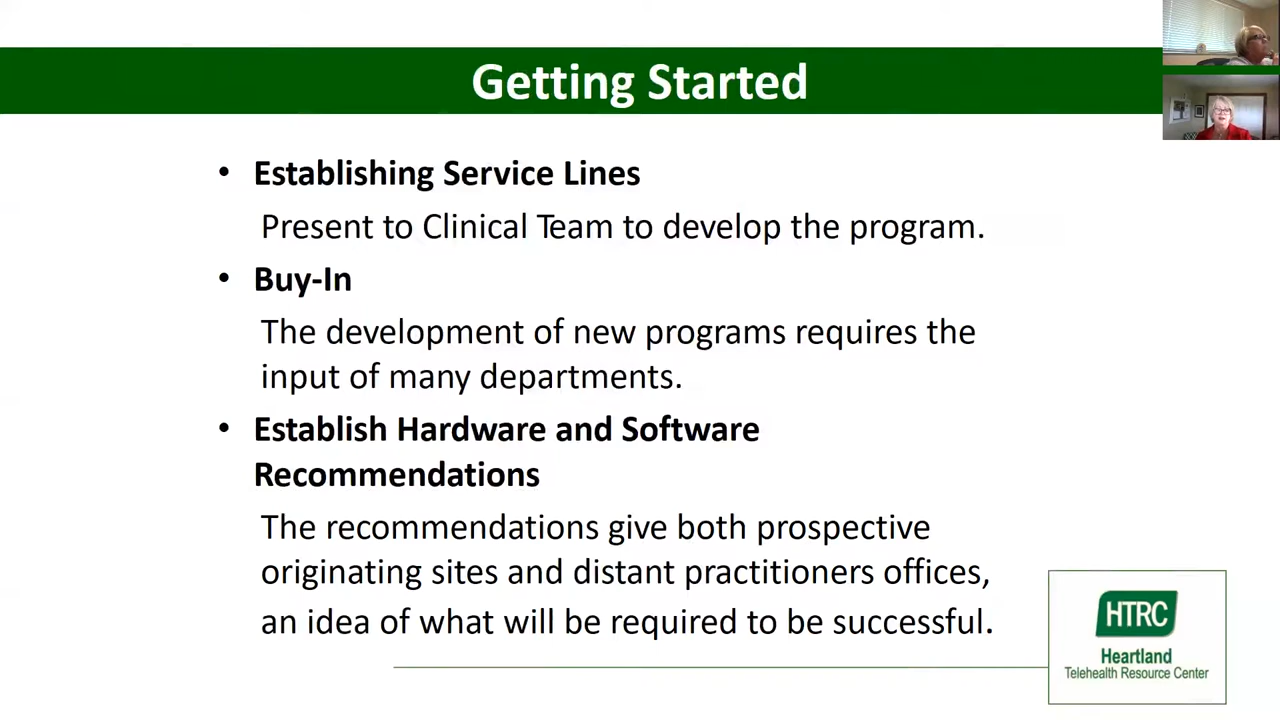 Getting Started
• Establishing Service Lines
Present to Clinical Team to develop the program.
• Buy-In
The development of new programs requires the
input of many departments.
• Establish Hardware and Software
Recommendations
The recommendations give both prospective
originating sites and distant practitioners offices,
an idea of what will be required to be successful.
HTRC
Heartland
Telehealth Resource Center